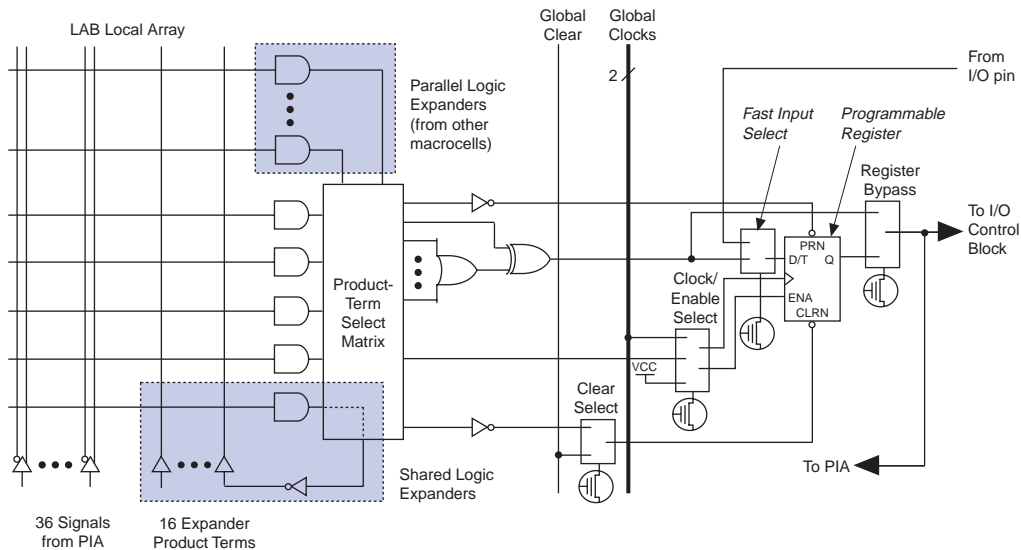 LAB Local Array
Global
Clear
Global
Clocks
2
From
I/O pin
Parallel Logic
Expanders
(from other
macrocells)
Fast Input
Select
Programmable
Register
Register
Bypass
To I/O
Control
Block
PRN
D/T
Q
ENA
CLRN
Product-
Term
Select
Matrix
Clock/
Enable
Select
VCC
Clear
Select
To PIA
Shared Logic
Expanders
36 Signals
from PIA
16 Expander
Product Terms